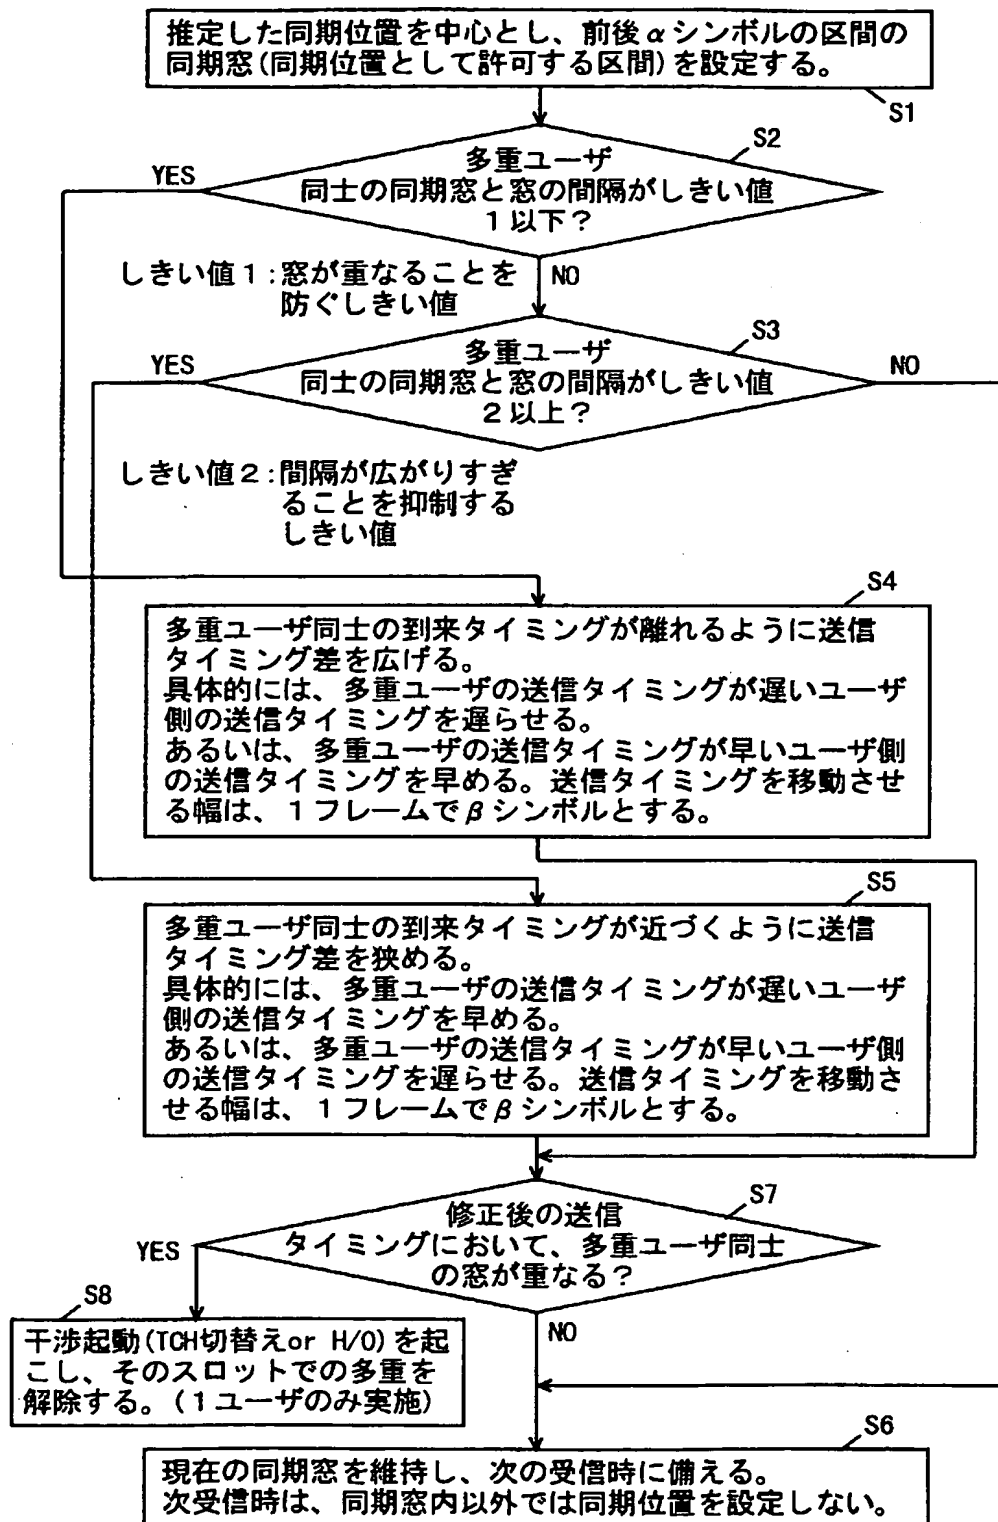 推定した同期位置を中心とし、前後αシンボルの区間の
同期窓(同期位置として許可する区間)を設定する。
S1
S2
多重ユーザ
同士の同期窓と窓の間隔がしきい値
1以下?
YES
しきい値1:窓が重なることを
防ぐしきい値
NO
S3
多重ユーザ
同士の同期窓と窓の間隔がしきい値
2以上?
YES
NO
しきい値2:間隔が広がりすぎ
ることを抑制する
しきい値
S4
多重ユーザ同士の到来タイミングが離れるように送信
タイミング差を広げる。
具体的には、多重ユーザの送信タイミングが遅いユーザ
側の送信タイミングを遅らせる。
あるいは、多重ユーザの送信タイミングが早いユーザ側
の送信タイミングを早める。送信タイミングを移動させ
る幅は、1フレームでβシンボルとする。
S5
多重ユーザ同士の到来タイミングが近づくように送信
タイミング差を狭める。
具体的には、多重ユーザの送信タイミングが遅いユーザ
側の送信タイミングを早める。
あるいは、多重ユーザの送信タイミングが早いユーザ側
の送信タイミングを遅らせる。送信タイミングを移動さ
せる幅は、1フレームでβシンボルとする。
S7
修正後の送信
タイミングにおいて、多重ユーザ同士
の窓が重なる?
YES
NO
S8
干渉起動(TCH切替えor H/O)を起
こし、そのスロットでの多重を
解除する。(1ユーザのみ実施)
S6
現在の同期窓を維持し、次の受信時に備える。
次受信時は、同期窓内以外では同期位置を設定しない。